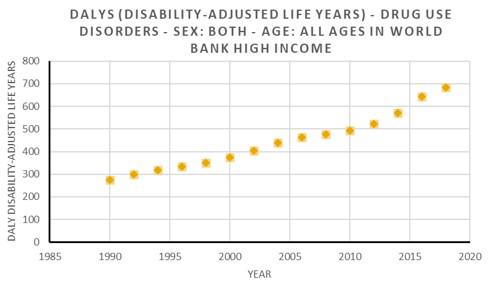 DALYS (DISABILITY-ADJUSTED LIFE YEARS) - DRUG USE
DISORDERS - SEX: BOTH - AGE: ALL AGES IN WORLD
BANK HIGH INCOME
DALY DISABILITY-ADJUSTED LIFE YEARS
800
700
600
500
400
300
200
100
0
1985 1990 1995 2000 2005 2010 2015 2020
YEAR